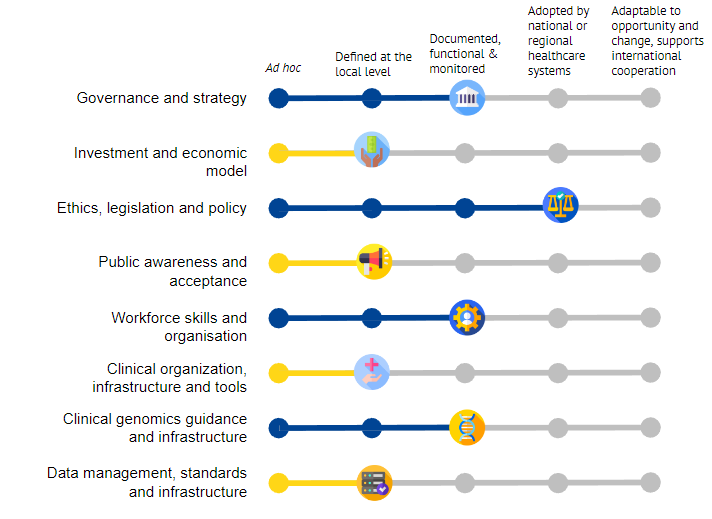 Ad hoc
Defined at the
local level
Documented,
functional &
monitored
Adopted by
national or
regional
healthcare
systems
Adaptable to
opportunity and
change, supports
international
cooperation
Governance and strategy
Investment and economic
model
Ethics, legislation and policy
Public awareness and
acceptance
Workforce skills and
organisation
Clinical organization,
infrastructure and tools
Clinical genomics guidance
and infrastructure
Data management, standards
and infrastructure